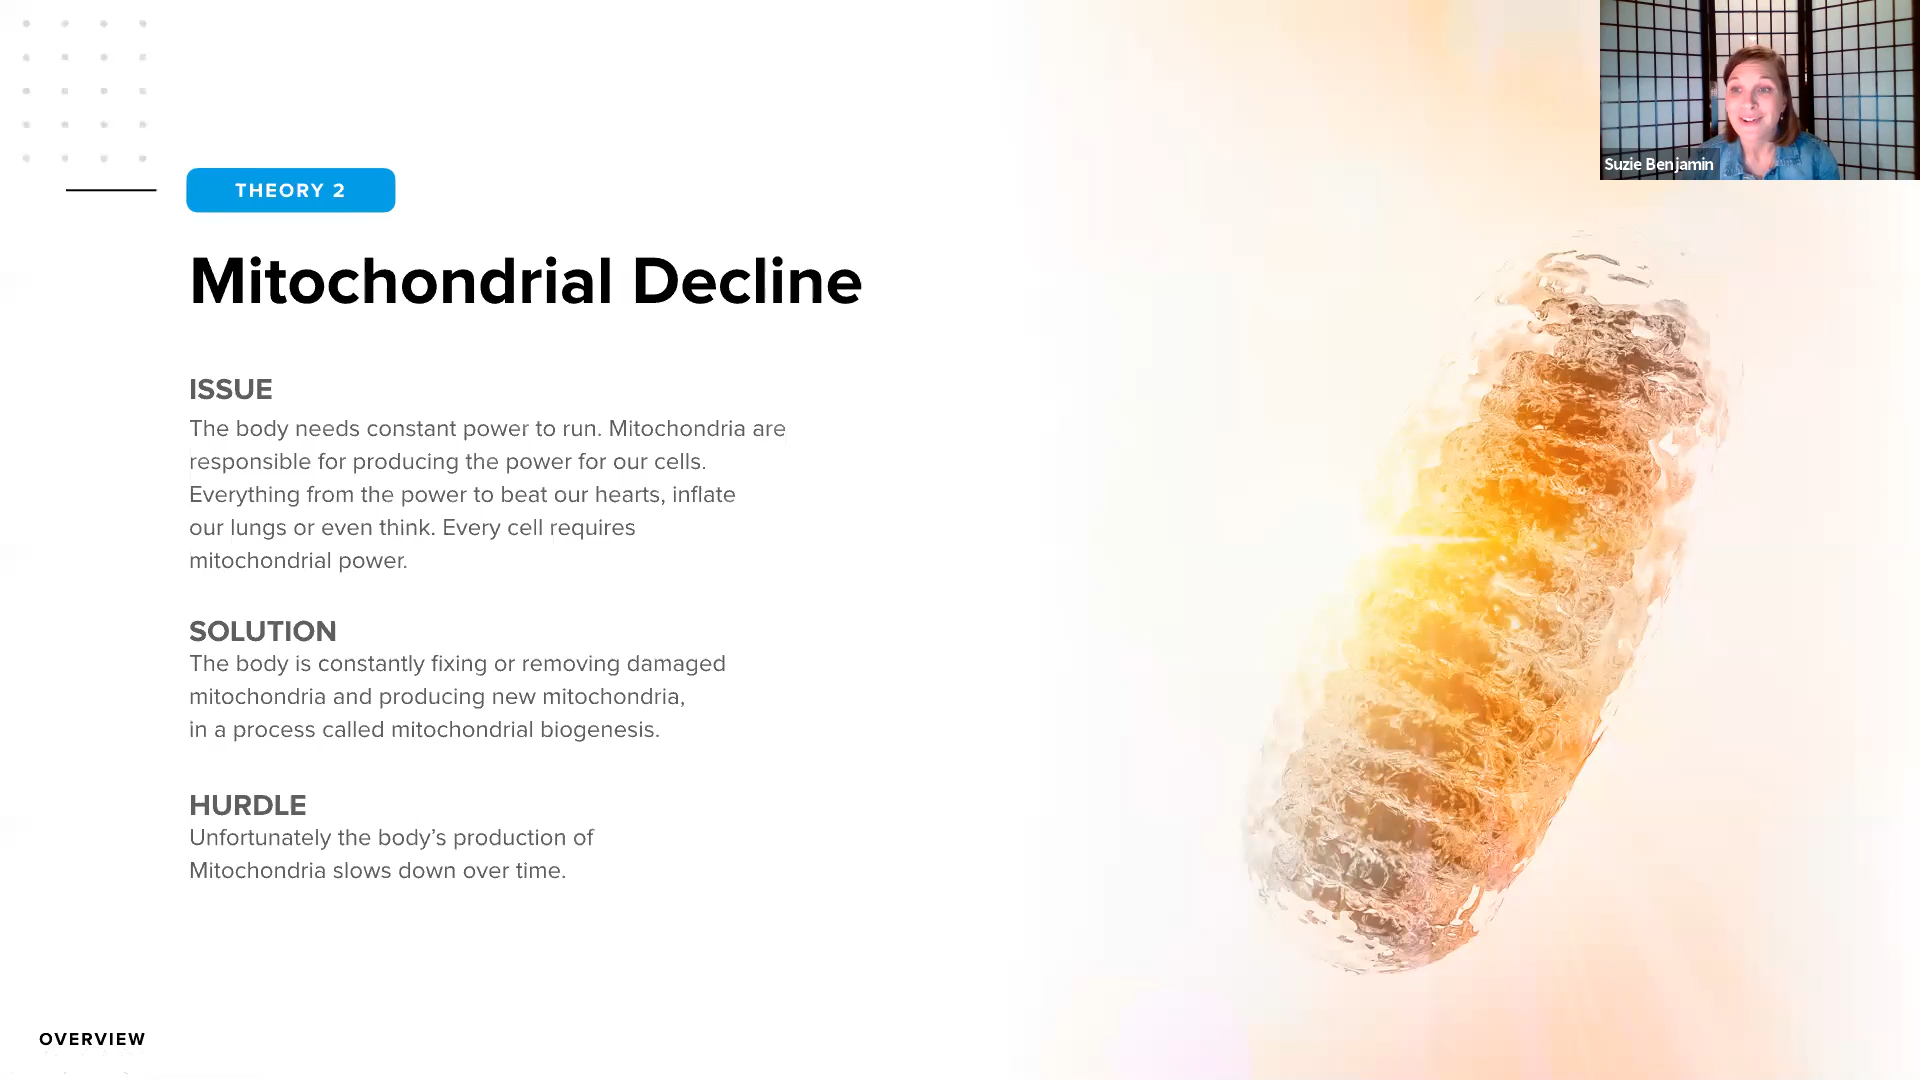 Suzie Benjamin
THEORY 2
Mitochondrial Decline
ISSUE
The body needs constant power to run. Mitochondria are
responsible for producing the power for our cells.
Everything from the power to beat our hearts, inflate
our lungs or even think. Every cell requires
mitochondrial power.
SOLUTION
The body is constantly fixing or removing damaged
mitochondria and producing new mitochondria,
in a process called mitochondrial biogenesis.
HURDLE
Unfortunately the body’s production of
Mitochondria slows down over time.
OVERVIEW